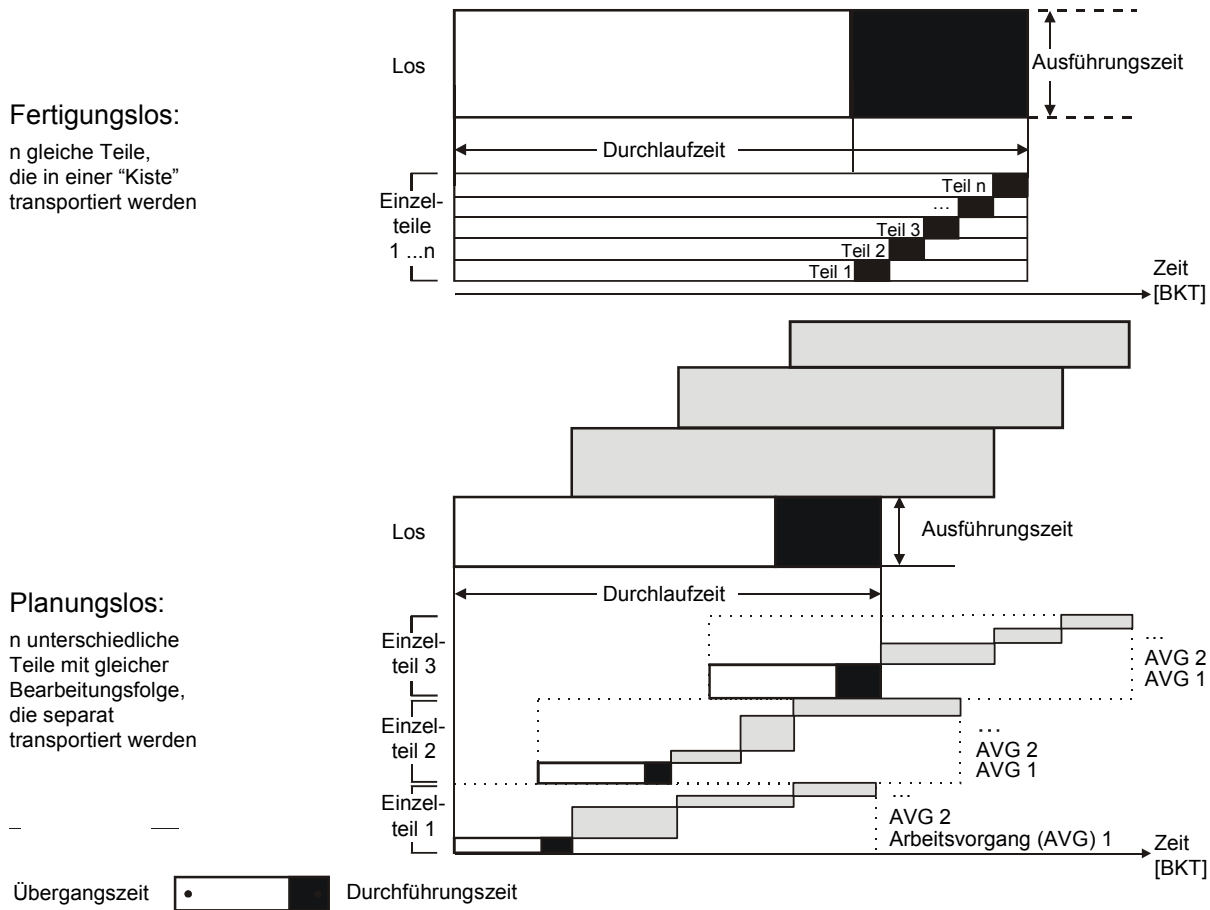 Los
Ausführungszeit
Fertigungslos:
n gleiche Teile,
die in einer “Kiste”
transportiert werden
Durchlaufzeit
Einzel-
teile
1 ...n
Teil n
...
Teil 3
Teil 2
Teil 1
Zeit
[BKT]
Los
Ausführungszeit
Planungslos:
n unterschiedliche
Teile mit gleicher
Bearbeitungsfolge,
die separat
transportiert werden
Durchlaufzeit
Einzel-
teil 3
...
AVG 2
AVG 1
Einzel-
teil 2
...
AVG 2
AVG 1
Einzel-
teil 1
...
AVG 2
Arbeitsvorgang (AVG) 1
Zeit
[BKT]
Übergangszeit
Durchführungszeit